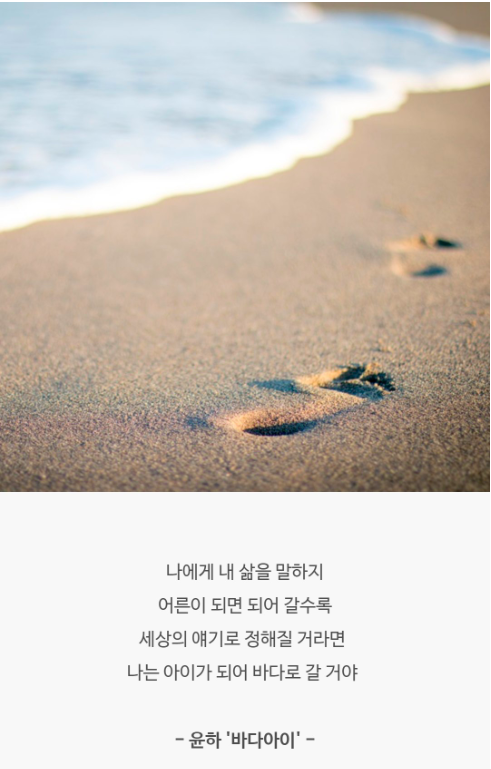 나에게 내 삶을 말하지
어른이 되면 되어 갈수록
세상의 얘기로 정해질 거라면
나는 아이가 되어 바다로 갈 거야
- 윤하 '바다아이' -